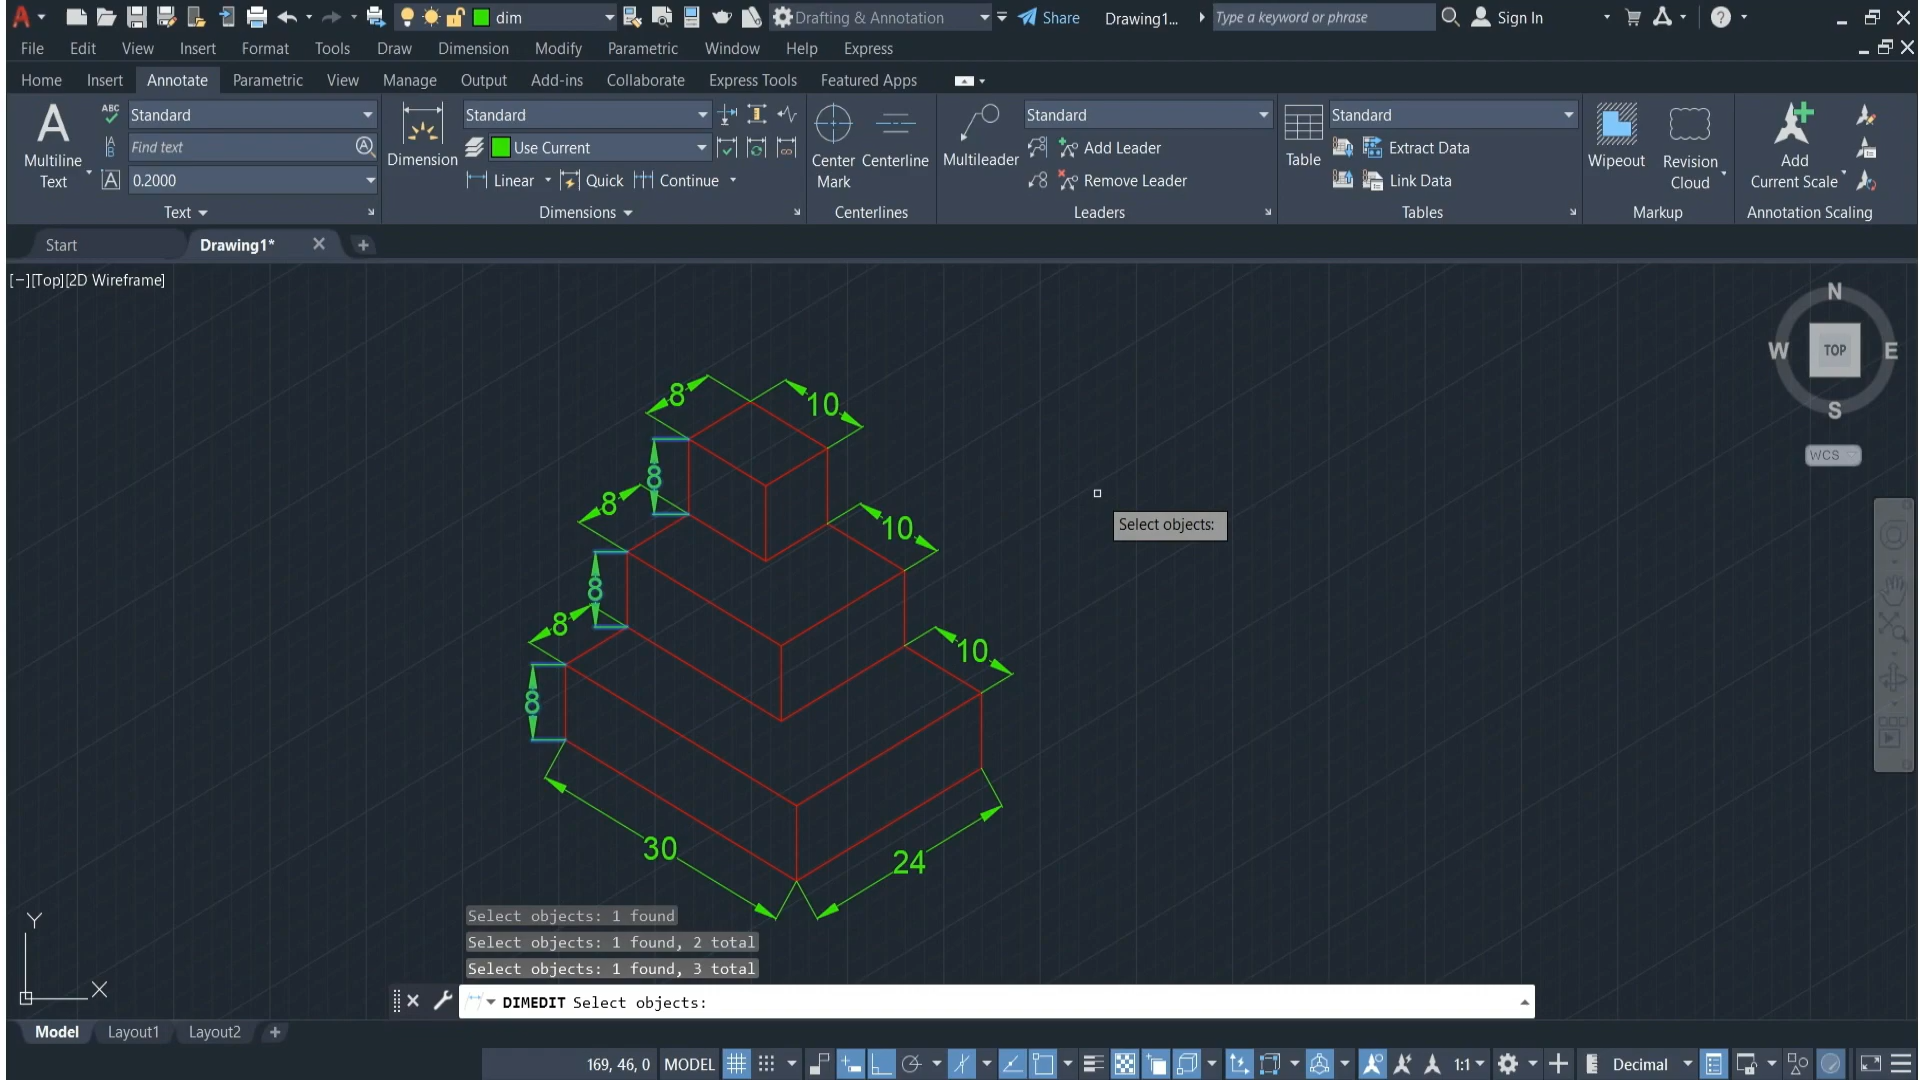 dim
Drafting & Annotation
Share
Drawing1...
Type a keyword or phrase
Sign In
File Edit View Insert Format Tools Draw Dimension Modify Parametric Window Help Express
Home Insert Annotate Parametric View Manage Output Add-ins Collaborate Express Tools Featured Apps
A
Multiline
Text
ABC
Standard
Find text
0.2000
Text
Dimension
Standard
Use Current
Linear Quick Continue
Dimensions
Center
Mark
Centerline
Centerlines
Multileader
Standard
Add Leader
Remove Leader
Leaders
Table
Standard
Extract Data
Link Data
Tables
Wipeout
Revision
Cloud
Markup
Add
Current Scale
Annotation Scaling
Start
Drawing1*
[−][Top][2D Wireframe]
N
W TOP E
S
WCS
8
10
8
8
10
8
8
10
8
30
24
Select objects:
Y
X
Select objects: 1 found
Select objects: 1 found, 2 total
Select objects: 1 found, 3 total
DIMEDIT Select objects:
Model Layout1 Layout2
169, 46, 0 MODEL 1:1 Decimal